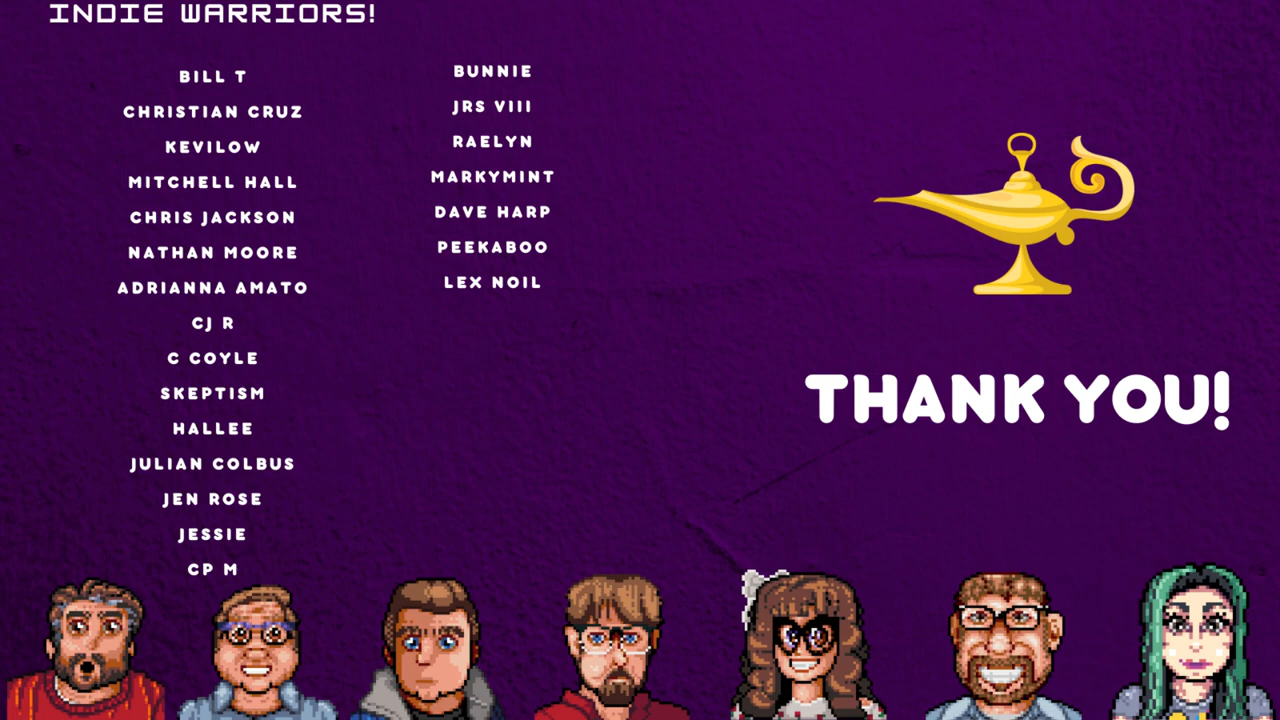 INDIE WARRIORS!
BILL T
CHRISTIAN CRUZ
KEVILOW
MITCHELL HALL
CHRIS JACKSON
NATHAN MOORE
ADRIANNA AMATO
CJ R
C COYLE
SKEPTISM
HALLEE
JULIAN COLBUS
JEN ROSE
JESSIE
CP M
BUNNIE
JRS VIII
RAELYN
MARKYMINT
DAVE HARP
PEEKABOO
LEX NOIL
THANK YOU!